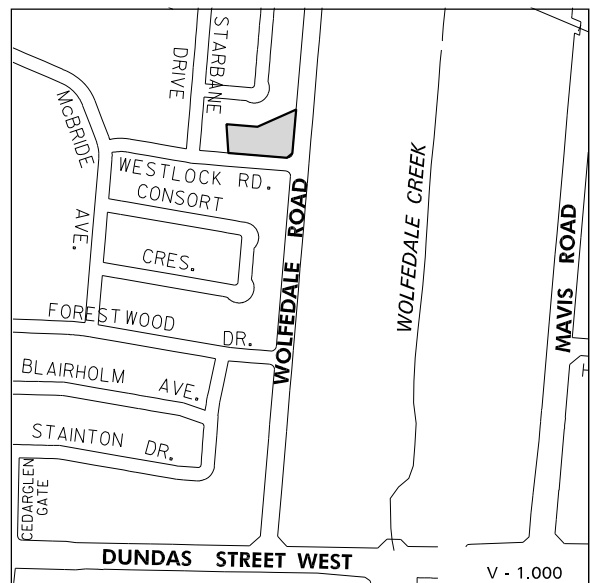 STARBANE
DRIVE
McBRIDE
AVE.
WESTLOCK RD.
CONSORT
CRES.
WOLFEDALE ROAD
WOLFEDALE CREEK
MAVIS ROAD
FORESTWOOD DR.
H
BLAIRHOLM AVE.
STAINTON DR.
CEDARGLEN
GATE
DUNDAS STREET WEST
V - 1.000